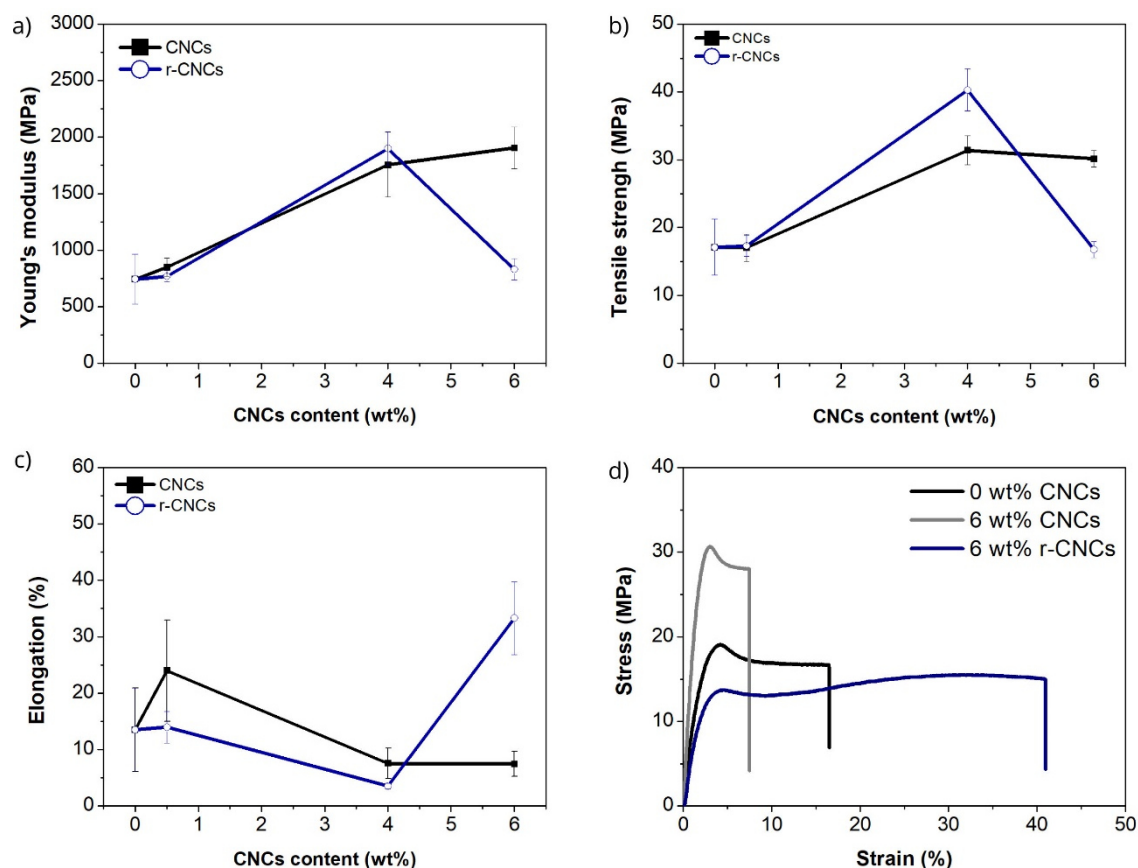 a)
3000
2500
2000
1500
1000
500
0
Young's modulus (MPa)
CNCs
r-CNCs
0 1 2 3 4 5 6
CNCs content (wt%)
b)
50
40
30
20
10
0
Tensile strengh (MPa)
CNCs
r-CNCs
0 1 2 3 4 5 6
CNCs content (wt%)
c)
60
50
40
30
20
10
0
Elongation (%)
CNCs
r-CNCs
0 1 2 3 4 5 6
CNCs content (wt%)
d)
40
30
20
10
0
Stress (MPa)
0 wt% CNCs
6 wt% CNCs
6 wt% r-CNCs
0 10 20 30 40 50
Strain (%)